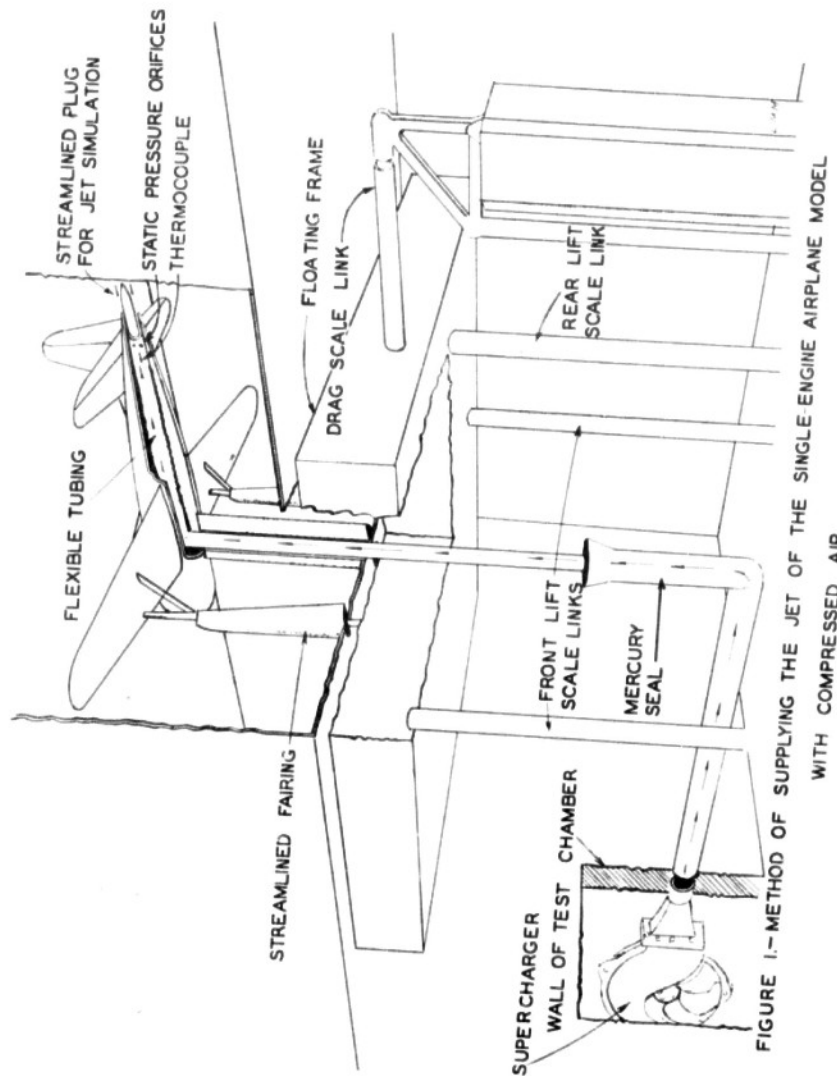 STREAMLINED PLUG
FOR JET SIMULATION
STATIC PRESSURE ORIFICES
THERMOCOUPLE
FLEXIBLE TUBING
FLOATING FRAME
DRAG SCALE LINK
STREAMLINED FAIRING
REAR LIFT
SCALE LINK
FRONT LIFT
SCALE LINKS
MERCURY
SEAL
SUPERCHARGER
WALL OF TEST CHAMBER
FIGURE 1.-METHOD OF SUPPLYING THE JET OF THE SINGLE-ENGINE AIRPLANE MODEL
WITH COMPRESSED AIR